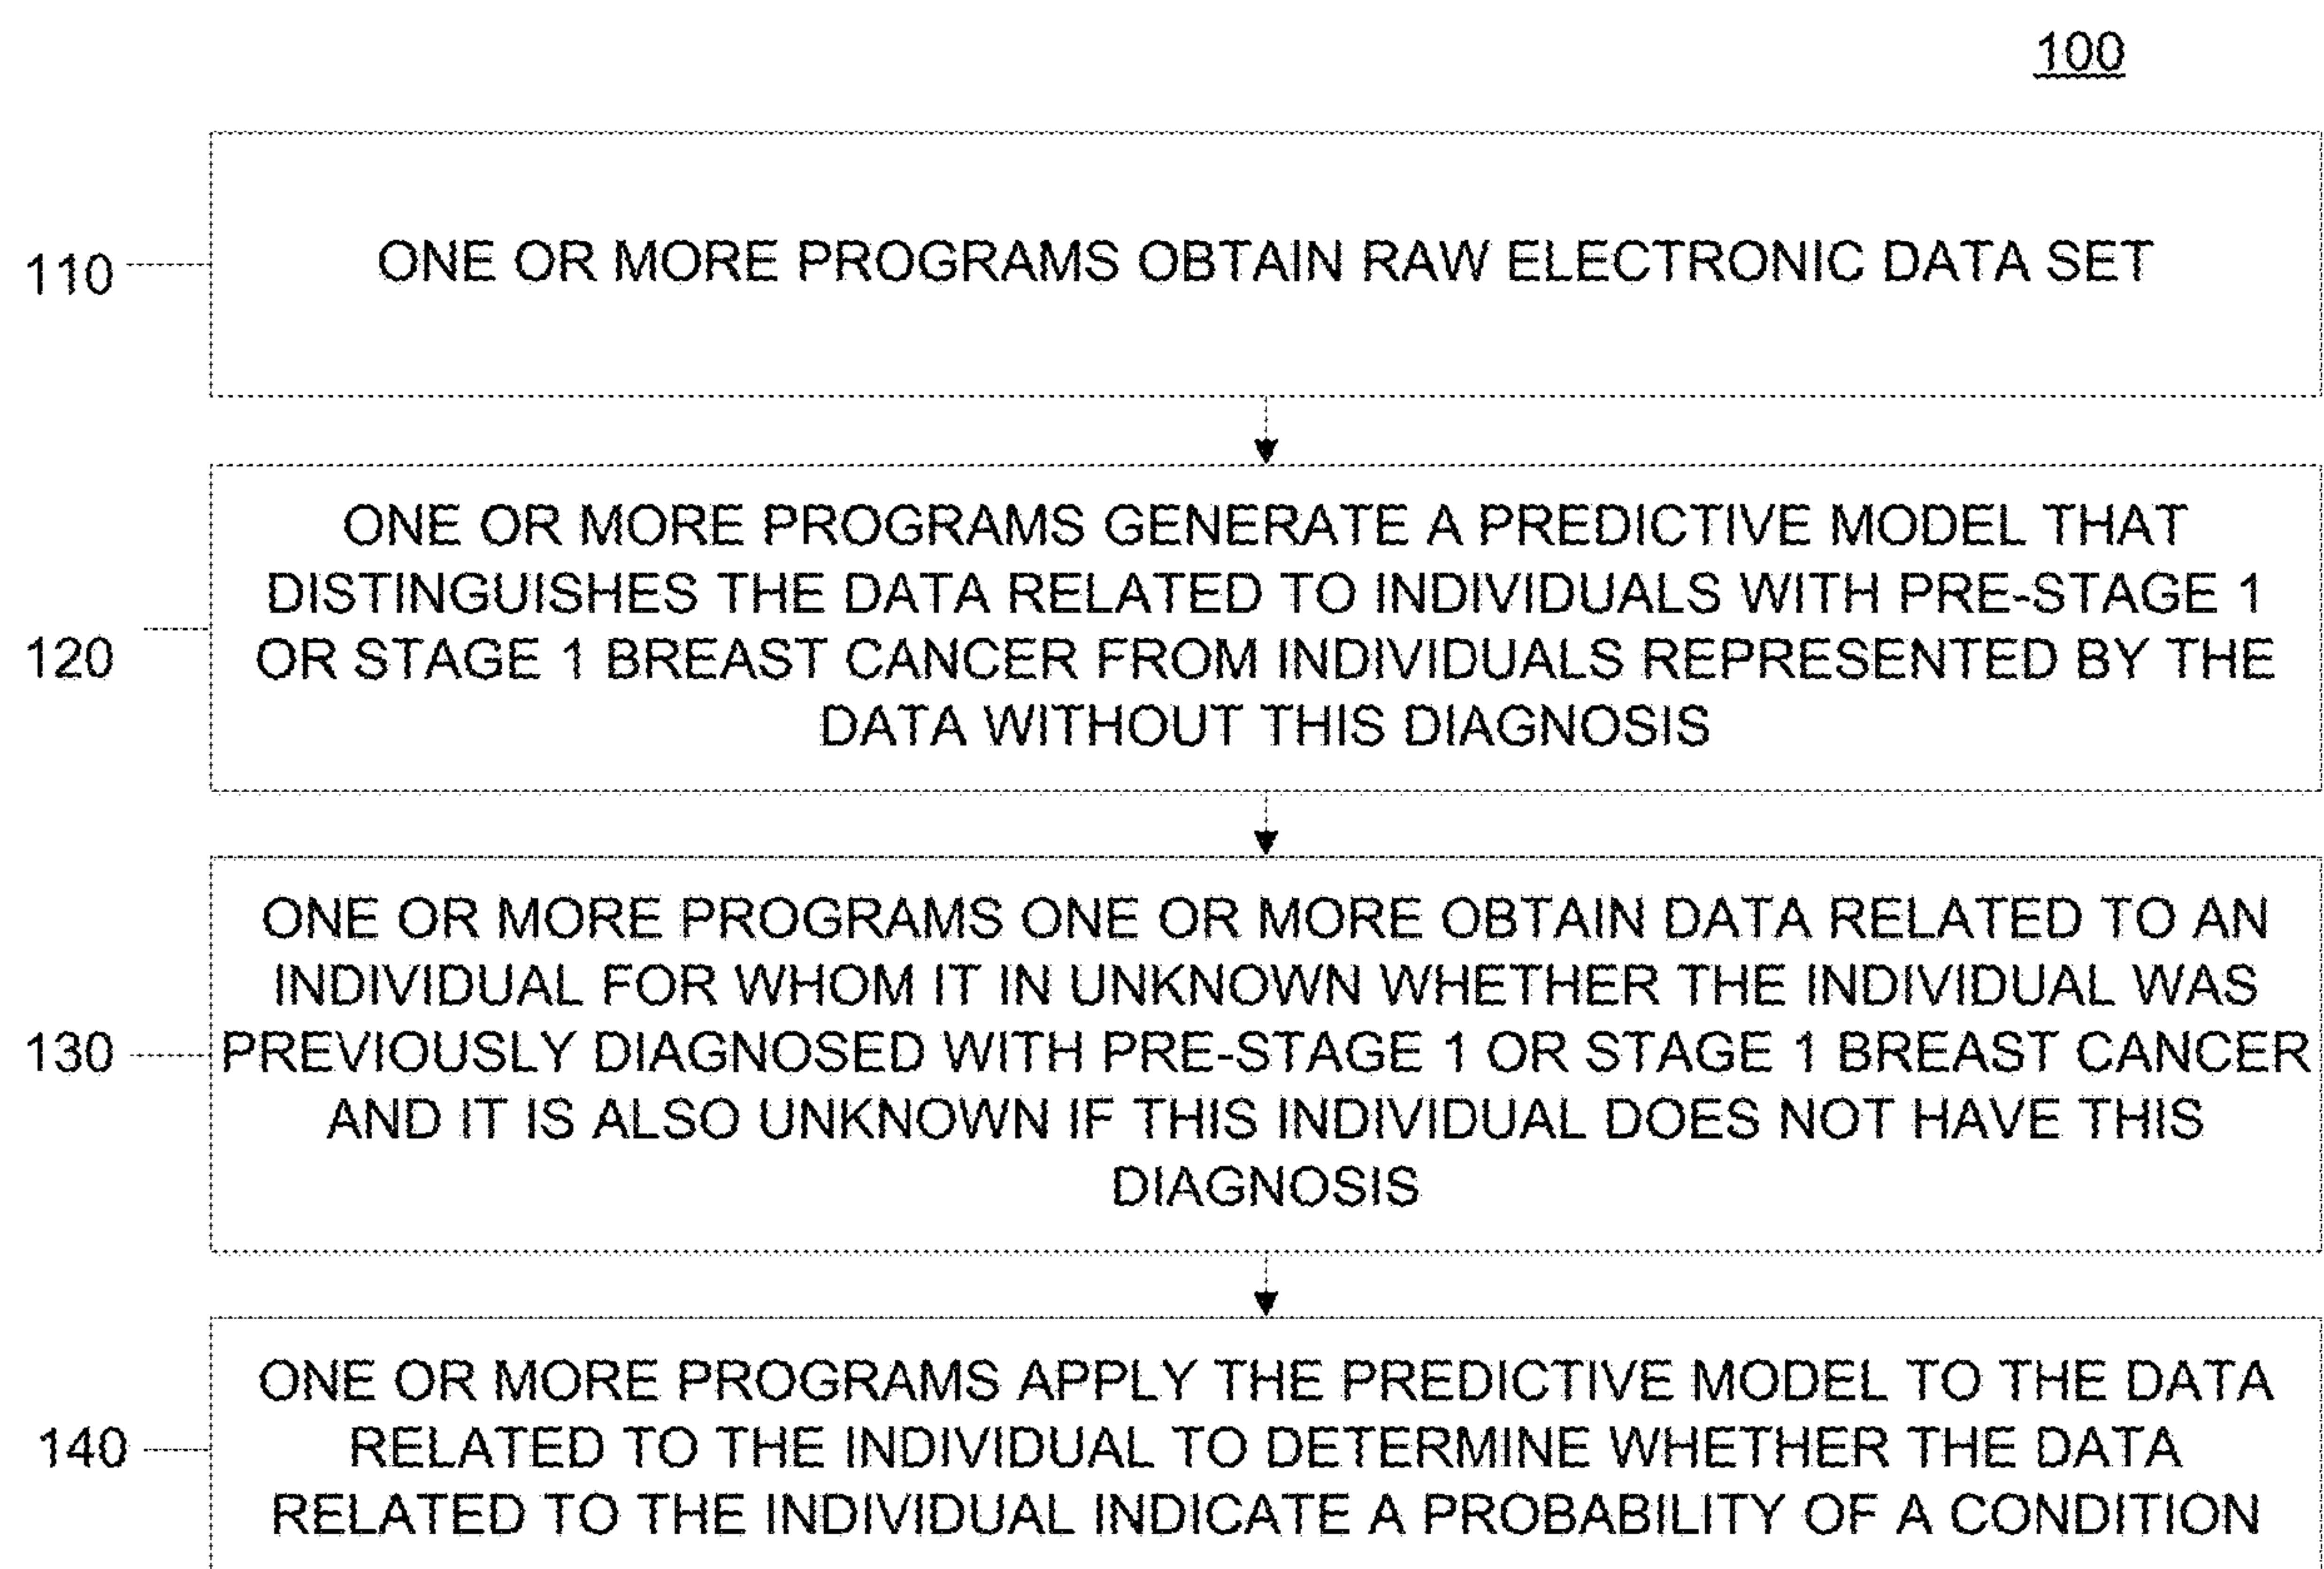 100
110
ONE OR MORE PROGRAMS OBTAIN RAW ELECTRONIC DATA SET
120
ONE OR MORE PROGRAMS GENERATE A PREDICTIVE MODEL THAT
DISTINGUISHES THE DATA RELATED TO INDIVIDUALS WITH PRE-STAGE 1
OR STAGE 1 BREAST CANCER FROM INDIVIDUALS REPRESENTED BY THE
DATA WITHOUT THIS DIAGNOSIS
130
ONE OR MORE PROGRAMS ONE OR MORE OBTAIN DATA RELATED TO AN
INDIVIDUAL FOR WHOM IT IN UNKNOWN WHETHER THE INDIVIDUAL WAS
PREVIOUSLY DIAGNOSED WITH PRE-STAGE 1 OR STAGE 1 BREAST CANCER
AND IT IS ALSO UNKNOWN IF THIS INDIVIDUAL DOES NOT HAVE THIS
DIAGNOSIS
140
ONE OR MORE PROGRAMS APPLY THE PREDICTIVE MODEL TO THE DATA
RELATED TO THE INDIVIDUAL TO DETERMINE WHETHER THE DATA
RELATED TO THE INDIVIDUAL INDICATE A PROBABILITY OF A CONDITION